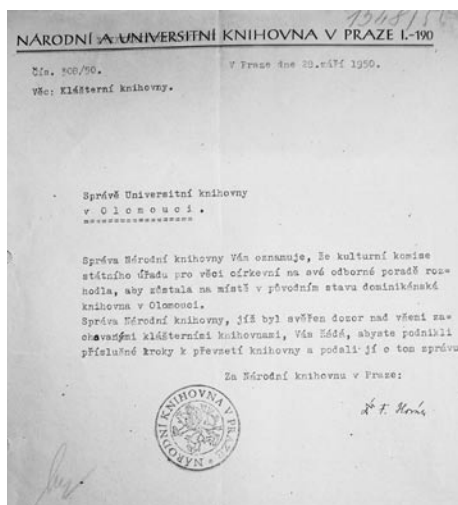 1348/5
NÁRODNÍ A UNIVERSITNÍ KNIHOVNA V PRAZE I.-190
Čís. 308/50.
V Praze dne 29.září 1950.
Věc: Klášterní knihovny.
Správě Universitní knihovny
v Olomouci.
==================
Správa Národní knihovny Vám oznamuje, že kulturní komise
státního úřadu pro věci církevní na své odborné poradě roz=
hodla, aby zůstala na místě v původním stavu dominikánská
knihovna v Olomouci.
Správa Národní knihovny, jíž byl svěřen dozor nad všemi za=
chovanými klášterními knihovnami, Vás žádá, abyste podnikli
příslušné kroky k převzetí knihovny a podali jí o tom zprávu
Za Národní knihovnu v Praze:
Dr F. Horák
NÁRODNÍ KNIHOVNA V PRAZE